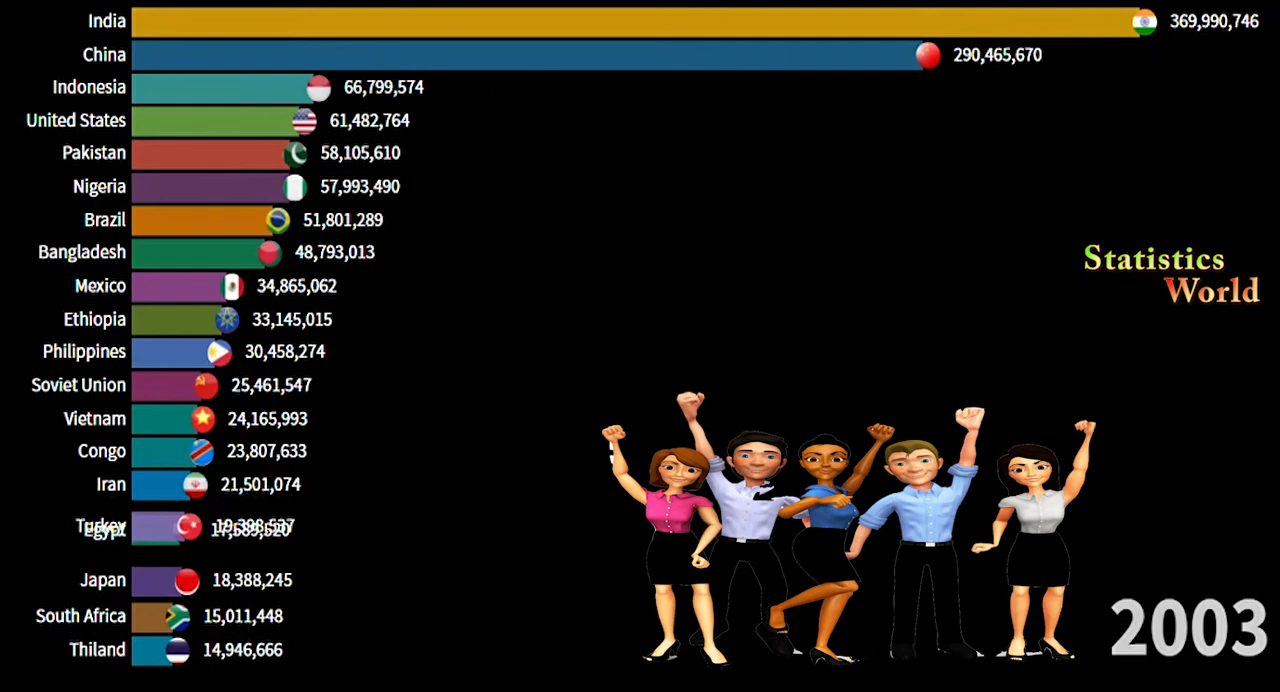 India 369,990,746
China 290,465,670
Indonesia 66,799,574
United States 61,482,764
Pakistan 58,105,610
Nigeria 57,993,490
Brazil 51,801,289
Bangladesh 48,793,013
Mexico 34,865,062
Ethiopia 33,145,015
Philippines 30,458,274
Soviet Union 25,461,547
Vietnam 24,165,993
Congo 23,807,633
Iran 21,501,074
Turkey
Egypt
Japan 18,388,245
South Africa 15,011,448
Thiland 14,946,666
Statistics
World
2003